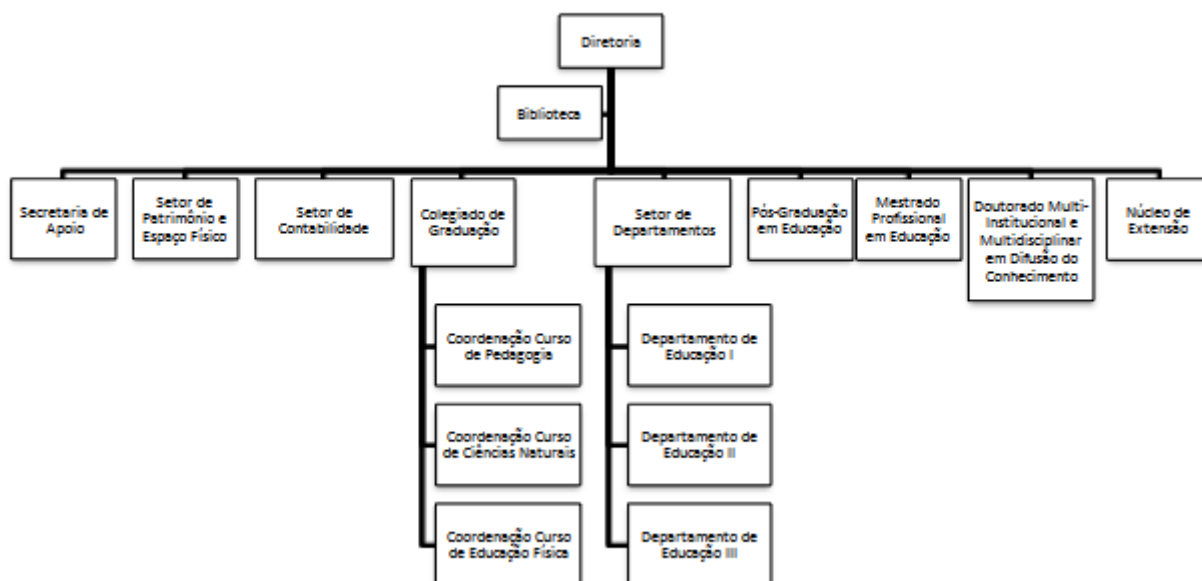 Diretoria
Biblioteca
Secretaria de
Apoio
Setor de
Patrimônio e
Espaço Físico
Setor de
Contabilidade
Colegiado de
Graduação
Setor de
Departamentos
Pós-Graduação
em Educação
Mestrado
Profissional
em Educação
Doutorado Multi-
Institucional e
Multidisciplinar
em Difusão do
Conhecimento
Núcleo de
Extensão
Coordenação Curso
de Pedagogia
Departamento de
Educação I
Coordenação Curso
de Ciências Naturais
Departamento de
Educação II
Coordenação Curso
de Educação Física
Departamento de
Educação III